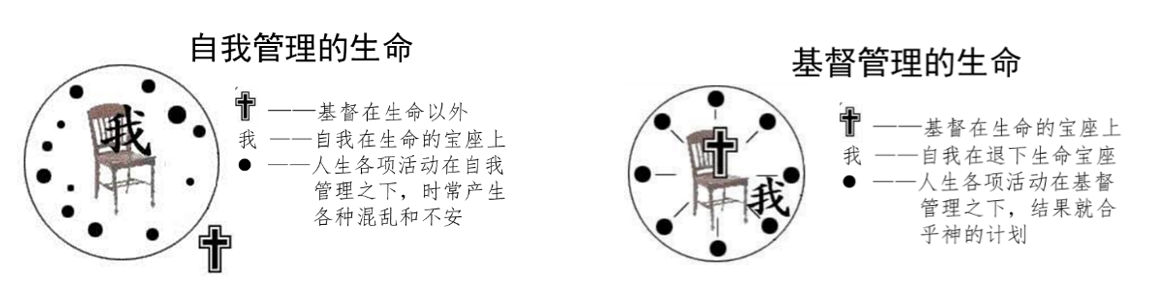 自我管理的生命
我
——基督在生命以外
我 ——自我在生命的宝座上
● ——人生各项活动在自我
管理之下，时常产生
各种混乱和不安
基督管理的生命
我
——基督在生命的宝座上
我 ——自我在退下生命宝座
● ——人生各项活动在基督
管理之下，结果就合
乎神的计划